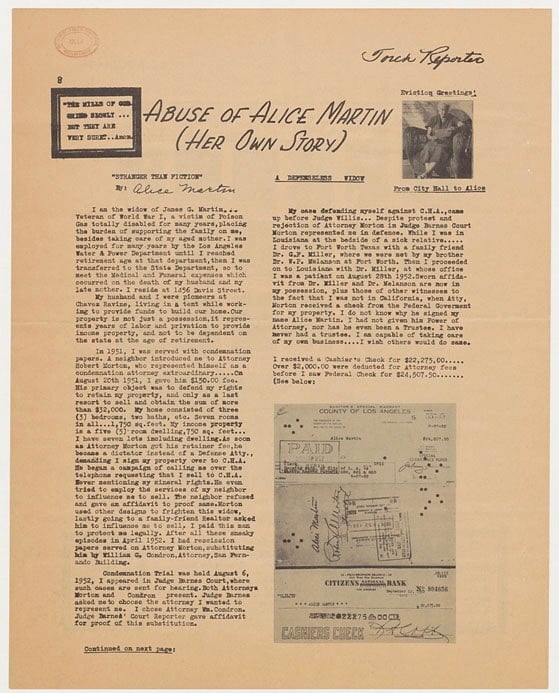 Torch Reporter
8
"THE MILLS OF GOD
GRIND SLOWLY ...
BUT THEY ARE
VERY SURE"..Anon.
ABUSE OF ALICE MARTIN
(HER OWN STORY)
Eviction Greetings!
From City Hall to Alice
"STRANGER THAN FICTION"
By: Alice Martin
A DEFENSELESS WIDOW
I am the widow of James G. Martin...
Veteran of World War I, a victim of Poison
Gas totally disabled for many years,placing
the burden of supporting the family on me,
besides taking care of my aged mother. I was
employed for many years by the Los Angeles
Water & Power Department until I reached
retirement age at that department,then I was
transferred to the State Department, so to
meet the Medical and Funeral expenses which
occurred on the death of my husband and my
late mother. I reside at 1456 Davis Street.
My husband and I were pioneers at
Chavez Ravine, living in a tent while work-
ing to provide funds to build our home.Our
property is not just a possession,it repres-
ents years of labor and privation to provide
income property, and not to be dependent on
the state at the age of retirement.
In 1951, I was served with condemnation
papers. A neighbor introduced me to Attorney
Robert Morton, who represented himself as a
condemnation attorney extraordinary.....On
August 20th 1951, I gave him $150.00 fee.
His primary object was to defend my rights
to retain my property, and only as a last
resort to sell and obtain the sum of more
than $32,000. My home consisted of three
(3) bedrooms, two baths, etc. Seven rooms
in all...1,750 sq.feet. My income property
is a five (5) room dwelling,750 sq. feet...
I have seven lots including dwelling.As soon
as Attorney Morton got his retainer fee,he
became a dictator instead of a Defense Atty.,
demanding I sign my property over to C.H.A.
He began a campaign of calling me over the
telephone requesting that I sell to C.H.A.
Never mentioning my mineral rights.He even
tried to employ the services of my neighbor
to influence me to sell. The neighbor refused
and gave an affidavit to proof same.Morton
used other designs to frighten this widow,
lastly going to a family-friend Realtor asked
him to influence me to sell, I paid this man
to protect me legally. After all these sneaky
episodes in April 1952, I had rescission
papers served on Attorney Morton,substituting
him by William G. Condron,Attorney,San Fern-
ando Building.
Condemnation Trial was held August 6,
1952, I appeared in Judge Barnes Court,where
such cases are sent for hearing.Both Attorneys
Morton and Condron present. Judge Barnes
asked me to choose the attorney I wanted to
represent me. I chose Attorney Wm.Condron,
Judge Barnes' Court Reporter gave affidavit
for proof of this substitution.
Continued on next page:
My case defending myself against C.H.A.,came
up before Judge Willis... Despite protest and
rejection of Attorney Morton in Judge Barnes Court
Morton represented me in defence. While I was in
Louisiana at the bedside of a sick relative.....
I drove to Fort Worth Texas with a family friend
Dr. G.F. Miller, where we were met by my brother
Dr. W.P. Melanson at Fort Worth. Then I proceeded
on to Louisiana with Dr. Miller, at whose office
I was a patient on August 28th 1952.Sworn affida-
vit from Dr. Miller and Dr. Melanson are now in
my possession, plus those of other witnesses to
the fact that I was not in California, when Atty,
Morton received a check from the Federal Goverment
for my property. I do not know why he signed my
name Alice Martin. I had not given him Power of
Attorney, nor has he even been a Trustee. I have
never had a Trustee. I am capable of taking care
of my own business....I wish others would do same.
I received a Cashier's Check for $22,275.00.....
Over $2,000.00 were deducted for Attorney fees
before I saw Federal Check for $24,507.50......
(See below:
COUNTY OF LOS ANGELES
Alice Martin
PAID
Alice Martin
CITIZENS NATIONAL BANK
No 804656
ALICE MARTIN
$22275 00
CASHIERS CHECK